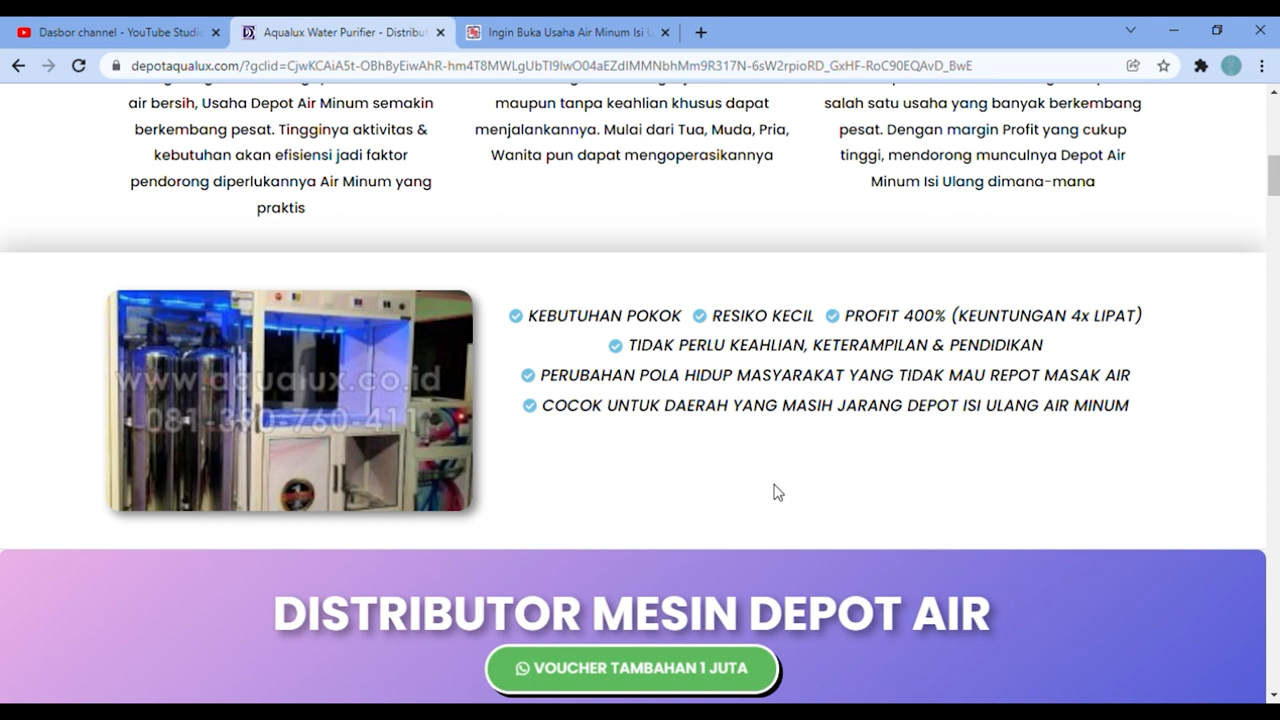 Dasbor channel - YouTube Studio
Aqualux Water Purifier - Distribut
Ingin Buka Usaha Air Minum Isi U
depotaqualux.com/?gclid=CjwKCAiA5t-OBhByEiwAhR-hm4T8MWLgUbTI9IwO04aEZdIMMNbhMm9R317N-6sW2rpioRD_GxHF-RoC90EQAvD_BwE
air bersih, Usaha Depot Air Minum semakin
berkembang pesat. Tingginya aktivitas &
kebutuhan akan efisiensi jadi faktor
pendorong diperlukannya Air Minum yang
praktis
maupun tanpa keahlian khusus dapat
menjalankannya. Mulai dari Tua, Muda, Pria,
Wanita pun dapat mengoperasikannya
salah satu usaha yang banyak berkembang
pesat. Dengan margin Profit yang cukup
tinggi, mendorong munculnya Depot Air
Minum Isi Ulang dimana-mana
www.aqualux.co.id
081-390-760-411
KEBUTUHAN POKOK RESIKO KECIL PROFIT 400% (KEUNTUNGAN 4x LIPAT)
TIDAK PERLU KEAHLIAN, KETERAMPILAN & PENDIDIKAN
PERUBAHAN POLA HIDUP MASYARAKAT YANG TIDAK MAU REPOT MASAK AIR
COCOK UNTUK DAERAH YANG MASIH JARANG DEPOT ISI ULANG AIR MINUM
DISTRIBUTOR MESIN DEPOT AIR
VOUCHER TAMBAHAN 1 JUTA